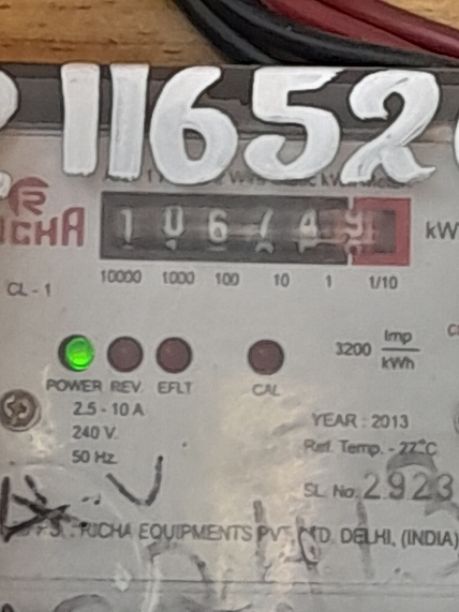 11652
RICHA
106749
kW
CL - 1
10000 1000 100 10 1 1/10
3200 Imp/kWh
POWER REV. EFLT CAL
2.5 - 10 A
240 V.
50 Hz
YEAR : 2013
Ref. Temp. - 27°C
SL. No. 2923
RICHA EQUIPMENTS PVT. LTD. DELHI, (INDIA)